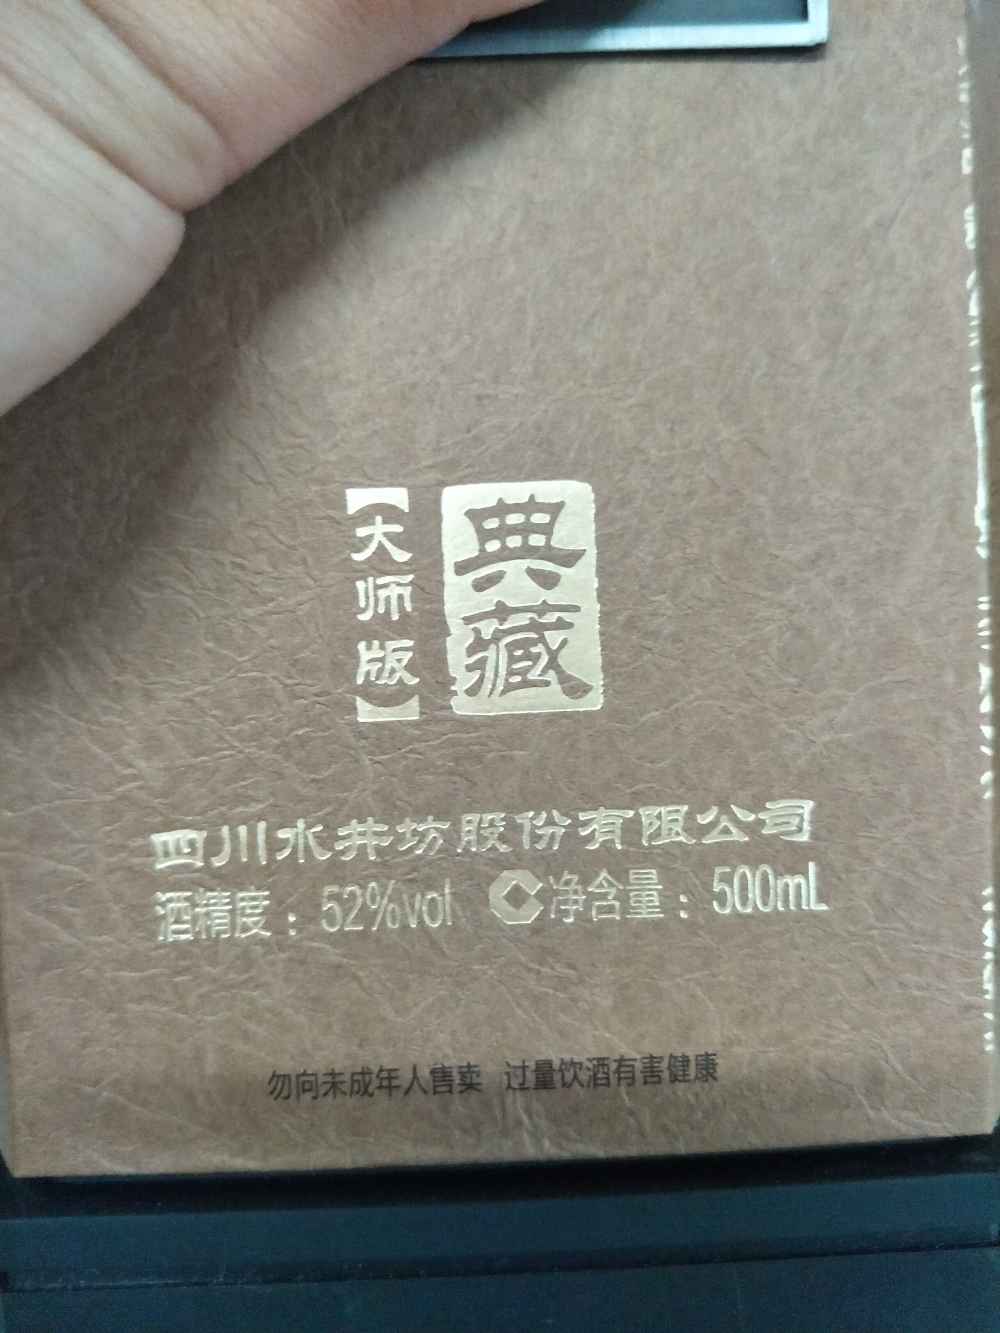 典藏
【大师版】
四川水井坊股份有限公司
酒精度：52%vol 净含量：500mL
勿向未成年人售卖 过量饮酒有害健康